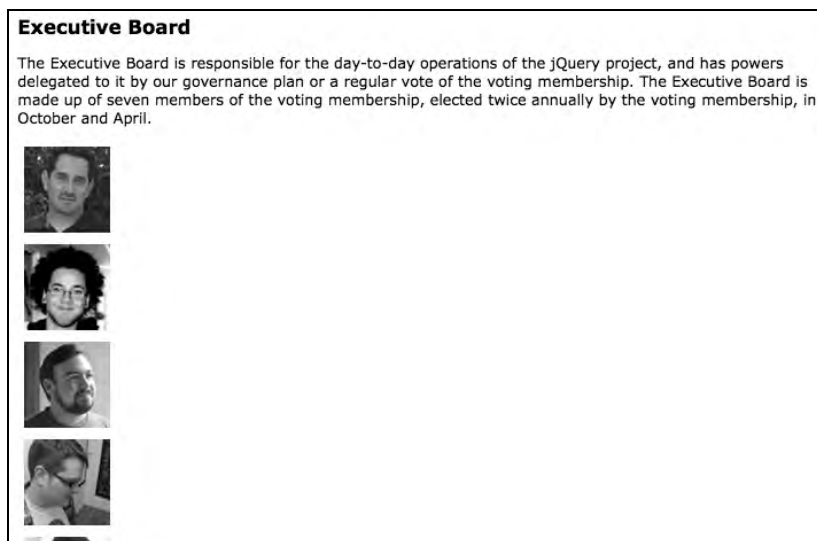 Executive Board
The Executive Board is responsible for the day-to-day operations of the jQuery project, and has powers
delegated to it by our governance plan or a regular vote of the voting membership. The Executive Board is
made up of seven members of the voting membership, elected twice annually by the voting membership, in
October and April.